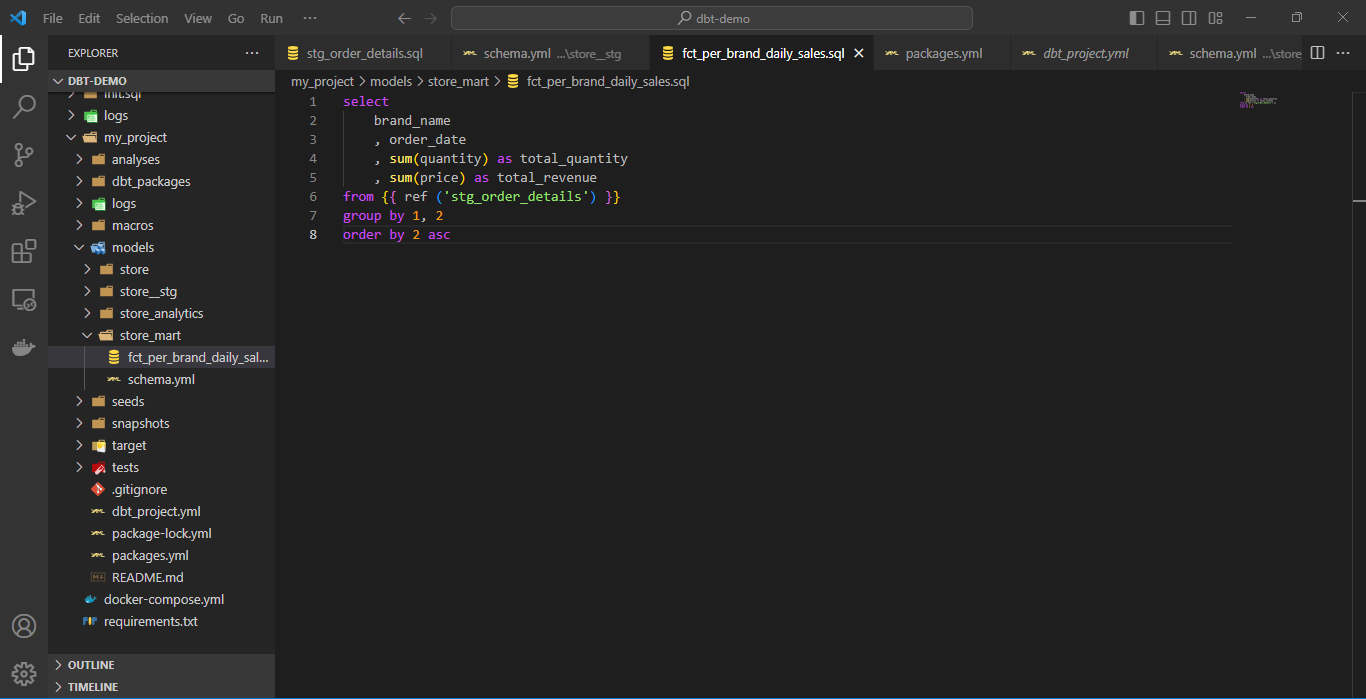 File Edit Selection View Go Run ··· dbt-demo
EXPLORER ···
DBT-DEMO
init.sql
logs
my_project
analyses
dbt_packages
logs
macros
models
store
store__stg
store_analytics
store_mart
fct_per_brand_daily_sal...
schema.yml
seeds
snapshots
target
tests
.gitignore
dbt_project.yml
package-lock.yml
packages.yml
README.md
docker-compose.yml
requirements.txt
OUTLINE
TIMELINE
stg_order_details.sql schema.yml ...\store__stg fct_per_brand_daily_sales.sql packages.yml dbt_project.yml schema.yml ...\store ···
my_project > models > store_mart > fct_per_brand_daily_sales.sql
1 select
2 brand_name
3 , order_date
4 , sum(quantity) as total_quantity
5 , sum(price) as total_revenue
6 from {{ ref ('stg_order_details') }}
7 group by 1, 2
8 order by 2 asc